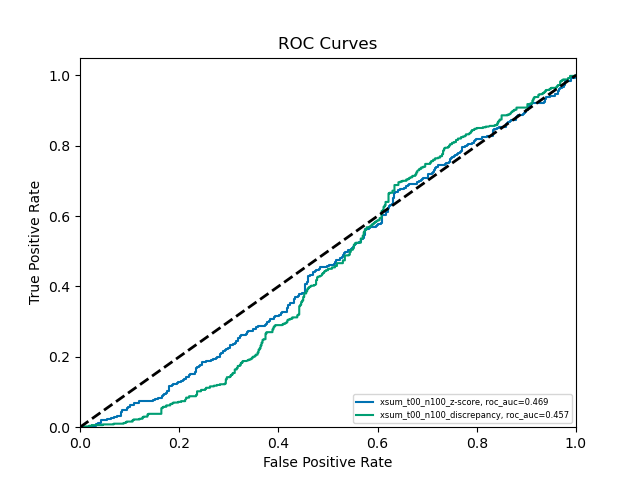 ROC Curves
True Positive Rate
1.0
0.8
0.6
0.4
0.2
0.0
0.0 0.2 0.4 0.6 0.8 1.0
False Positive Rate
xsum_t00_n100_z-score, roc_auc=0.469
xsum_t00_n100_discrepancy, roc_auc=0.457